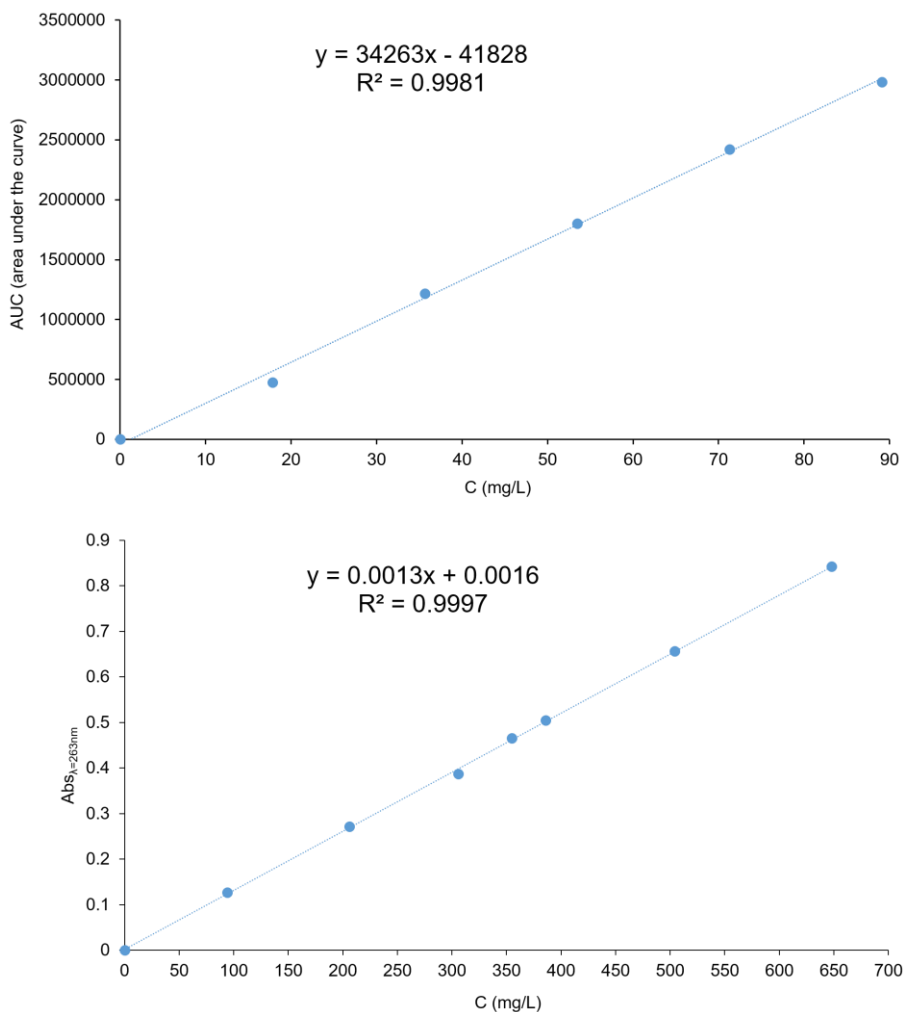 y = 34263x - 41828
R² = 0.9981
AUC (area under the curve)
3500000
3000000
2500000
2000000
1500000
1000000
500000
0
0 10 20 30 40 50 60 70 80 90
C (mg/L)
y = 0.0013x + 0.0016
R² = 0.9997
Absλ=263nm
0.9
0.8
0.7
0.6
0.5
0.4
0.3
0.2
0.1
0
0 50 100 150 200 250 300 350 400 450 500 550 600 650 700
C (mg/L)